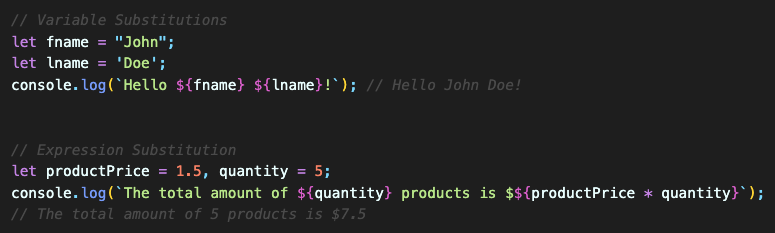 // Variable Substitutions
let fname = "John";
let lname = 'Doe';
console.log(`Hello ${fname} ${lname}!`); // Hello John Doe!
// Expression Substitution
let productPrice = 1.5, quantity = 5;
console.log(`The total amount of ${quantity} products is $${productPrice * quantity}`);
// The total amount of 5 products is $7.5